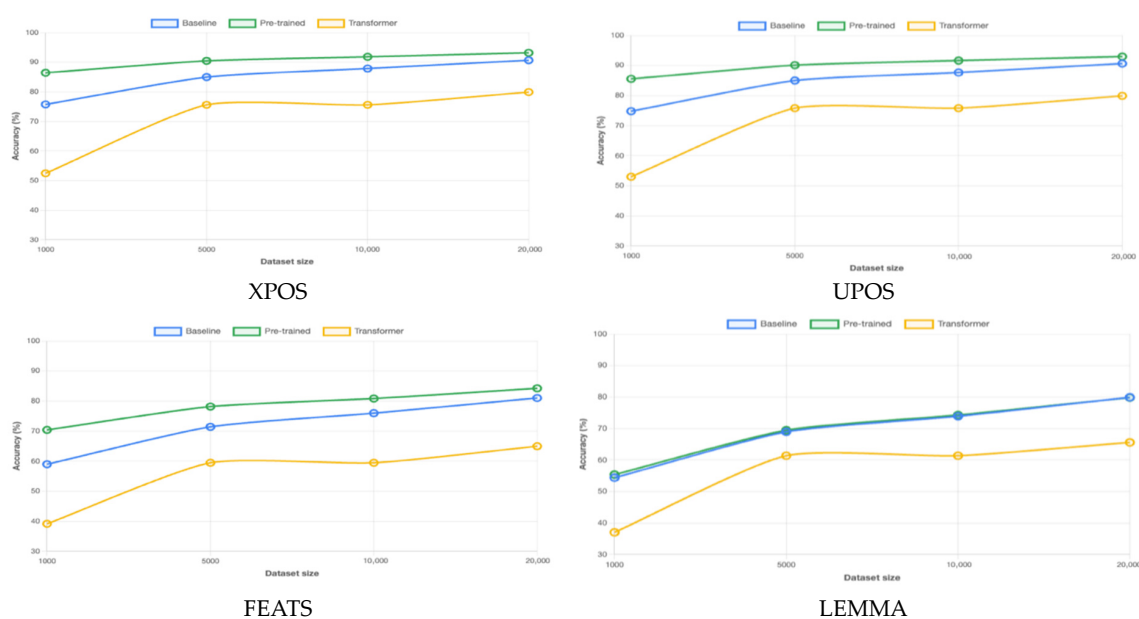 Baseline Pre-trained Transformer
100
90
80
70
60
50
40
30
Accuracy (%)
1000 5000 10,000 20,000
Dataset size
XPOS
Baseline Pre-trained Transformer
100
90
80
70
60
50
40
30
Accuracy (%)
1000 5000 10,000 20,000
Dataset size
UPOS
Baseline Pre-trained Transformer
100
90
80
70
60
50
40
30
Accuracy (%)
1000 5000 10,000 20,000
Dataset size
FEATS
Baseline Pre-trained Transformer
100
90
80
70
60
50
40
30
Accuracy (%)
1000 5000 10,000 20,000
Dataset size
LEMMA